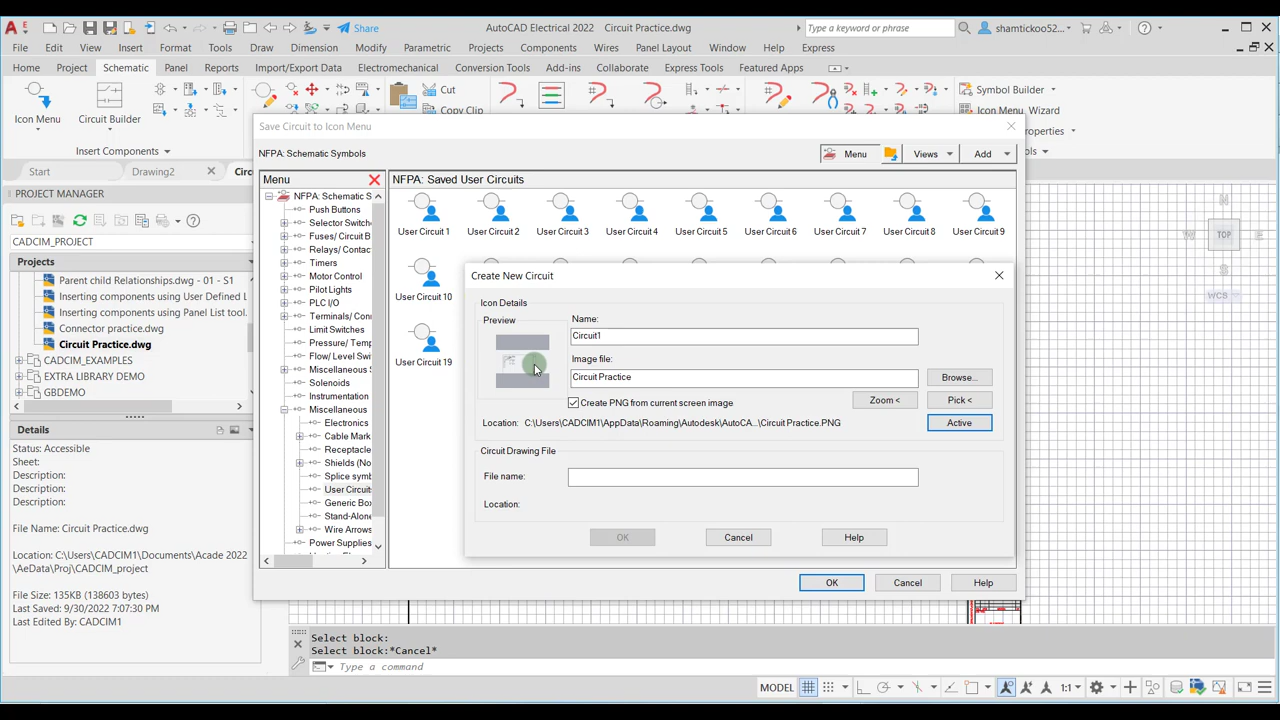 AutoCAD Electrical 2022 Circuit Practice.dwg
Type a keyword or phrase
shamtickoo52...
File Edit View Insert Format Tools Draw Dimension Modify Parametric Projects Components Wires Panel Layout Window Help Express
Home Project Schematic Panel Reports Import/Export Data Electromechanical Conversion Tools Add-ins Collaborate Express Tools Featured Apps
Icon Menu
Circuit Builder
Cut
Copy Clip
Symbol Builder
Icon Menu Wizard
Insert Components
Start
Drawing2
PROJECT MANAGER
CADCIM_PROJECT
Projects
Parent child Relationships.dwg - 01 - S1
Inserting components using User Defined L
Inserting components using Panel List tool.
Connector practice.dwg
Circuit Practice.dwg
CADCIM_EXAMPLES
EXTRA LIBRARY DEMO
GBDEMO
Details
Status: Accessible
Sheet:
Description:
Description:
Description:
File Name: Circuit Practice.dwg
Location: C:\Users\CADCIM1\Documents\Acade 2022
\AeData\Proj\CADCIM_project
File Size: 135KB (138603 bytes)
Last Saved: 9/30/2022 7:07:30 PM
Last Edited By: CADCIM1
Save Circuit to Icon Menu
NFPA: Schematic Symbols
Menu
Views
Add
Menu
NFPA: Schematic S
Push Buttons
Selector Switch
Fuses/ Circuit B
Relays/ Contac
Timers
Motor Control
Pilot Lights
PLC I/O
Terminals/ Con
Limit Switches
Pressure/ Temp
Flow/ Level Swi
Miscellaneous
Solenoids
Instrumentation
Miscellaneous
Electronics
Cable Mark
Receptacle
Shields (No
Splice symb
User Circuit
Generic Box
Stand-Alone
Wire Arrows
Power Supplies
NFPA: Saved User Circuits
User Circuit 1
User Circuit 2
User Circuit 3
User Circuit 4
User Circuit 5
User Circuit 6
User Circuit 7
User Circuit 8
User Circuit 9
User Circuit 10
User Circuit 19
Create New Circuit
Icon Details
Preview
Name:
Circuit1
Image file:
Circuit Practice
Browse...
Create PNG from current screen image
Zoom <
Pick <
Location: C:\Users\CADCIM1\AppData\Roaming\Autodesk\AutoCA...\Circuit Practice.PNG
Active
Circuit Drawing File
File name:
Location:
OK
Cancel
Help
OK
Cancel
Help
N
W
TOP
E
S
WCS
Select block:
Select block:*Cancel*
Type a command
MODEL
1:1